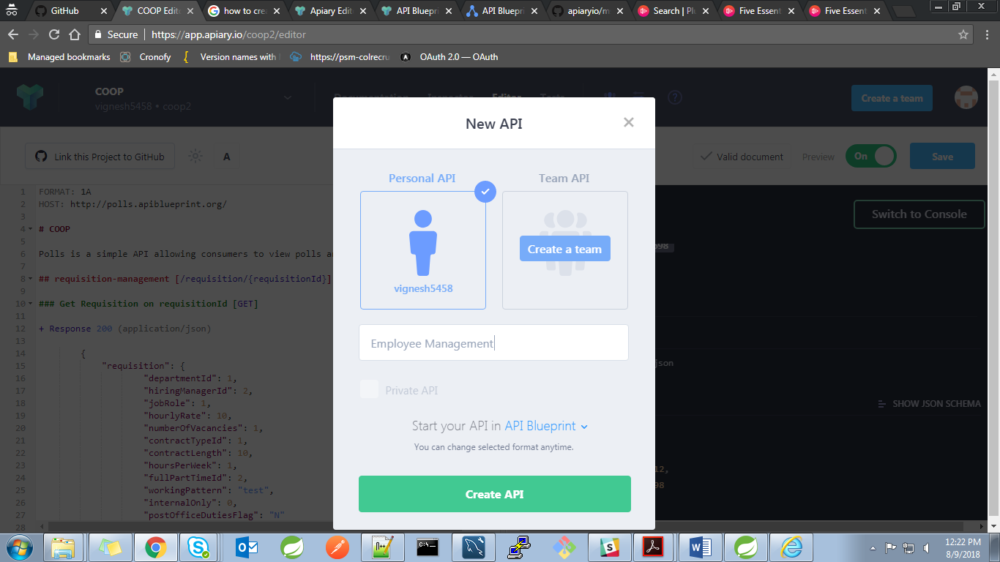 GitHub
COOP Edit
how to cre
Apiary Edit
API Bluepr
API Bluepri
apiaryio/m
Search | Pl
Five Essent
Five Essent
Secure https://app.apiary.io/coop2/editor
Managed bookmarks Cronofy Version names with https://psm-colrecru OAuth 2.0 — OAuth
COOP
vignesh5458 • coop2
Documentation Inspector Editor Tests
Create a team
Link this Project to GitHub
A
Valid document
Preview
On
Save
New API
Personal API
Team API
vignesh5458
Create a team
Employee Management
Private API
Start your API in API Blueprint
You can change selected format anytime.
Create API
1 FORMAT: 1A
2 HOST: http://polls.apiblueprint.org/
3
4 # COOP
5
6 Polls is a simple API allowing consumers to view polls a
7
8 ## requisition-management [/requisition/{requisitionId}]
9
10 ### Get Requisition on requisitionId [GET]
11
12 + Response 200 (application/json)
13
14 {
15 "requisition": {
16 "departmentId": 1,
17 "hiringManagerId": 2,
18 "jobRole": 1,
19 "hourlyRate": 10,
20 "numberOfVacancies": 1,
21 "contractTypeId": 1,
22 "contractLength": 10,
23 "hoursPerWeek": 1,
24 "fullPartTimeId": 2,
25 "workingPattern": "test",
26 "internalOnly": 0,
27 "postOfficeDutiesFlag": "N"
28
Switch to Console
json
SHOW JSON SCHEMA
12,
98
12:22 PM
8/9/2018